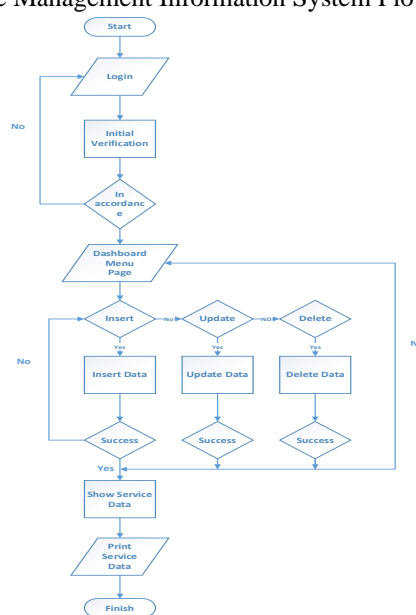 Management Information System Flo
Start
Login
No
Initial
Verification
In
accordanc
e
Dashboard
Menu
Page
Insert
No
Update
NO
Delete
Yes
Yes
Yes
No
Insert Data
Update Data
Delete Data
Success
Success
Success
Yes
Show Service
Data
Print
Service
Data
Finish